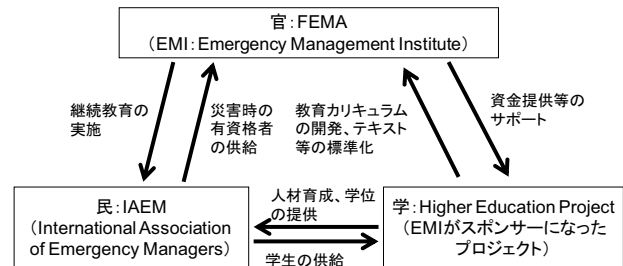 官：FEMA
（EMI：Emergency Management Institute）
継続教育の
実施
災害時の
有資格者
の供給
教育カリキュラム
の開発、テキスト
等の標準化
資金提供等の
サポート
民：IAEM
（International Association
of Emergency Managers）
人材育成、学位
の提供
学生の供給
学：Higher Education Project
（EMIがスポンサーになった
プロジェクト）